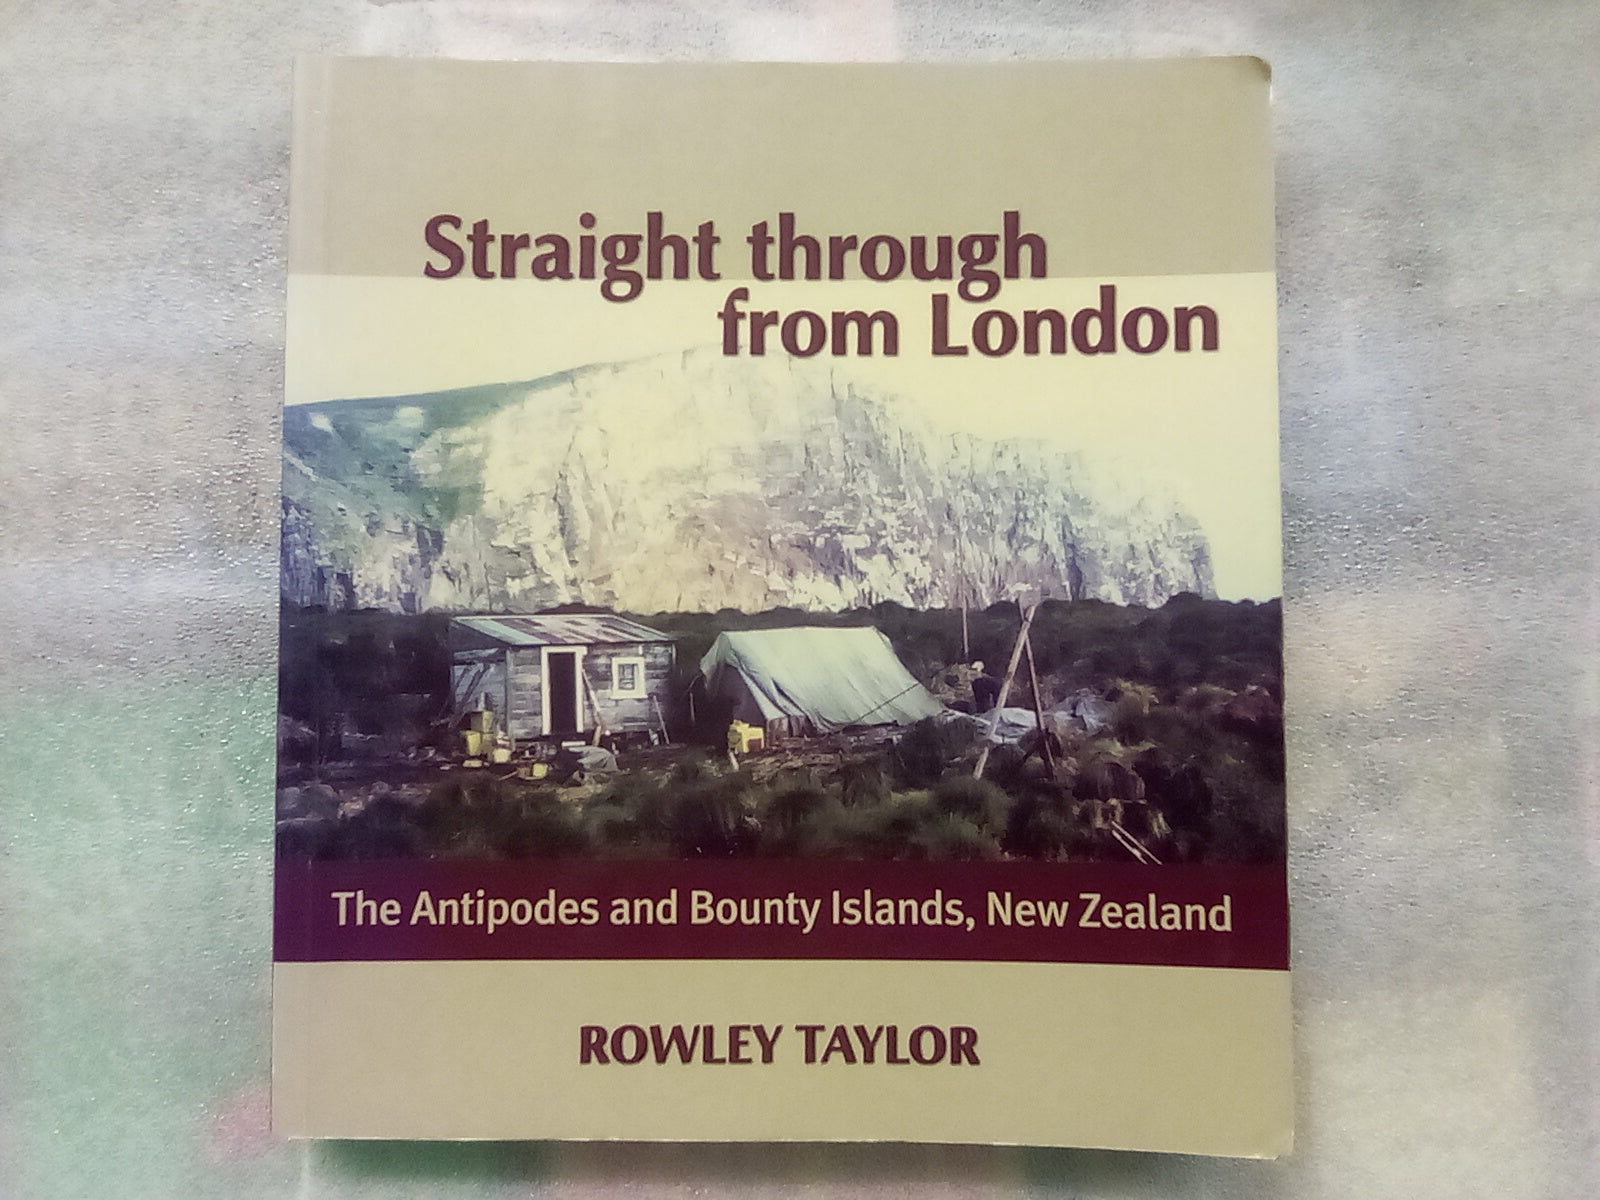 Straight through
from London
The Antipodes and Bounty Islands, New Zealand
ROWLEY TAYLOR